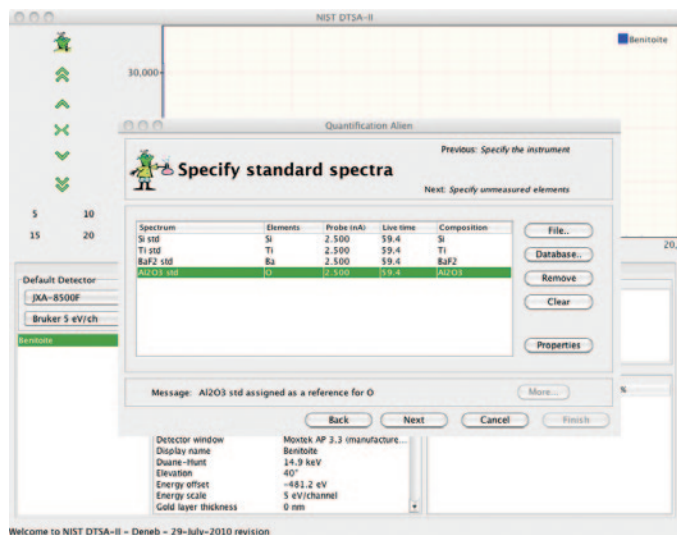 NIST DTSA-II
Benitoite
30,000
Quantification Alien
Previous: Specify the instrument
Specify standard spectra
Next: Specify unmeasured elements
5 10
15 20
Spectrum Elements Probe (nA) Live time Composition
Si std Si 2.500 59.4 Si
Ti std Ti 2.500 59.4 Ti
BaF2 std Ba 2.500 59.4 BaF2
Al2O3 std O 2.500 59.4 Al2O3
File..
Database..
Remove
Clear
Properties
20,
Default Detector
JXA-8500F
Bruker 5 eV/ch
Benitoite
Message: Al2O3 std assigned as a reference for O
More...
%
Back Next Cancel Finish
Detector window Moxtek AP 3.3 (manufacture...
Display name Benitoite
Duane-Hunt 14.9 keV
Elevation 40°
Energy offset -481.2 eV
Energy scale 5 eV/channel
Gold layer thickness 0 nm
Welcome to NIST DTSA-II - Deneb - 29-July-2010 revision